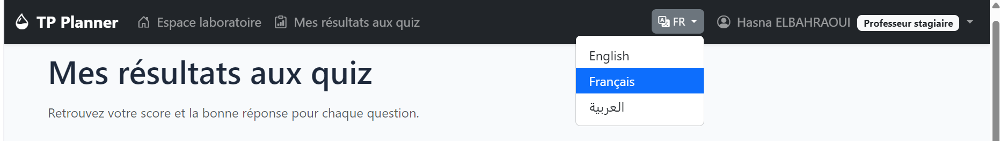 TP Planner Espace laboratoire Mes résultats aux quiz FR Hasna ELBAHRAOUI Professeur stagiaire
English
Français
العربية
Mes résultats aux quiz
Retrouvez votre score et la bonne réponse pour chaque question.